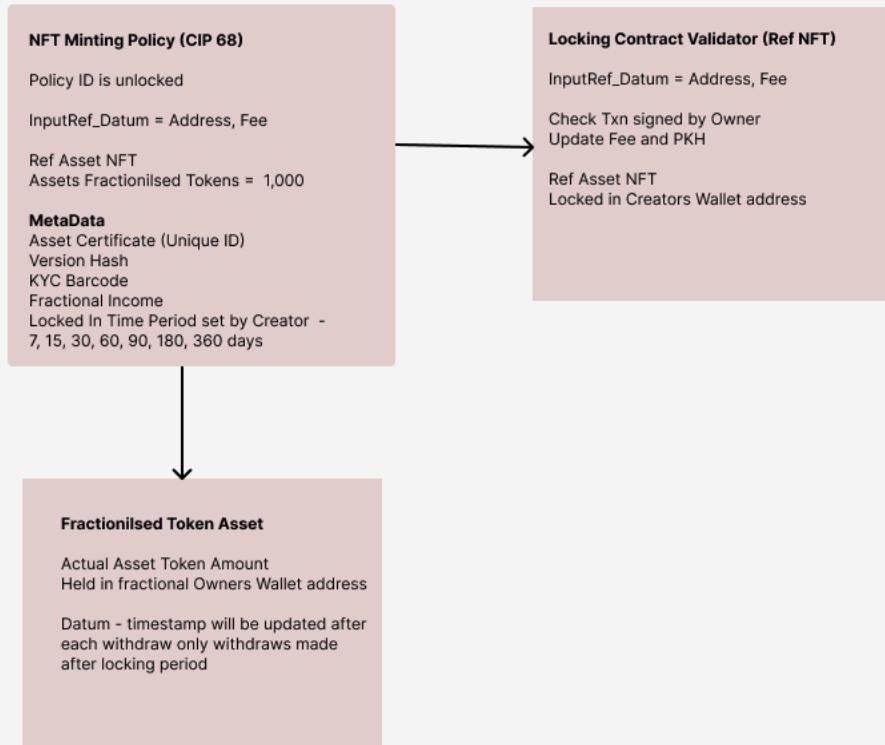 NFT Minting Policy (CIP 68)
Policy ID is unlocked
InputRef_Datum = Address, Fee
Ref Asset NFT
Assets Fractionilsed Tokens =  1,000
MetaData
Asset Certificate (Unique ID)
Version Hash
KYC Barcode
Fractional Income
Locked In Time Period set by Creator  -
7, 15, 30, 60, 90, 180, 360 days
Locking Contract Validator (Ref NFT)
InputRef_Datum = Address, Fee
Check Txn signed by Owner
Update Fee and PKH
Ref Asset NFT
Locked in Creators Wallet address
Fractionilsed Token Asset
Actual Asset Token Amount
Held in fractional Owners Wallet address
Datum - timestamp will be updated after
each withdraw only withdraws made
after locking period